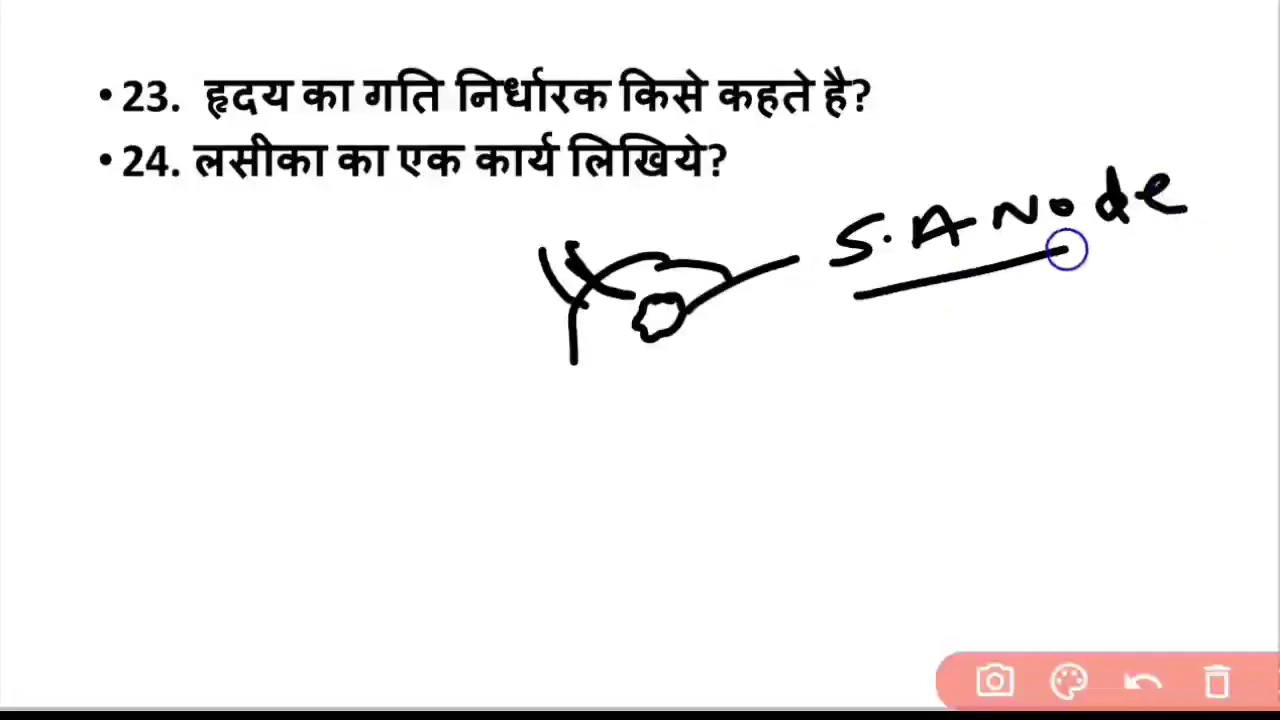 • 23. हृदय का गति निर्धारक किसे कहते है?
• 24. लसीका का एक कार्य लिखिये?
S.A Node